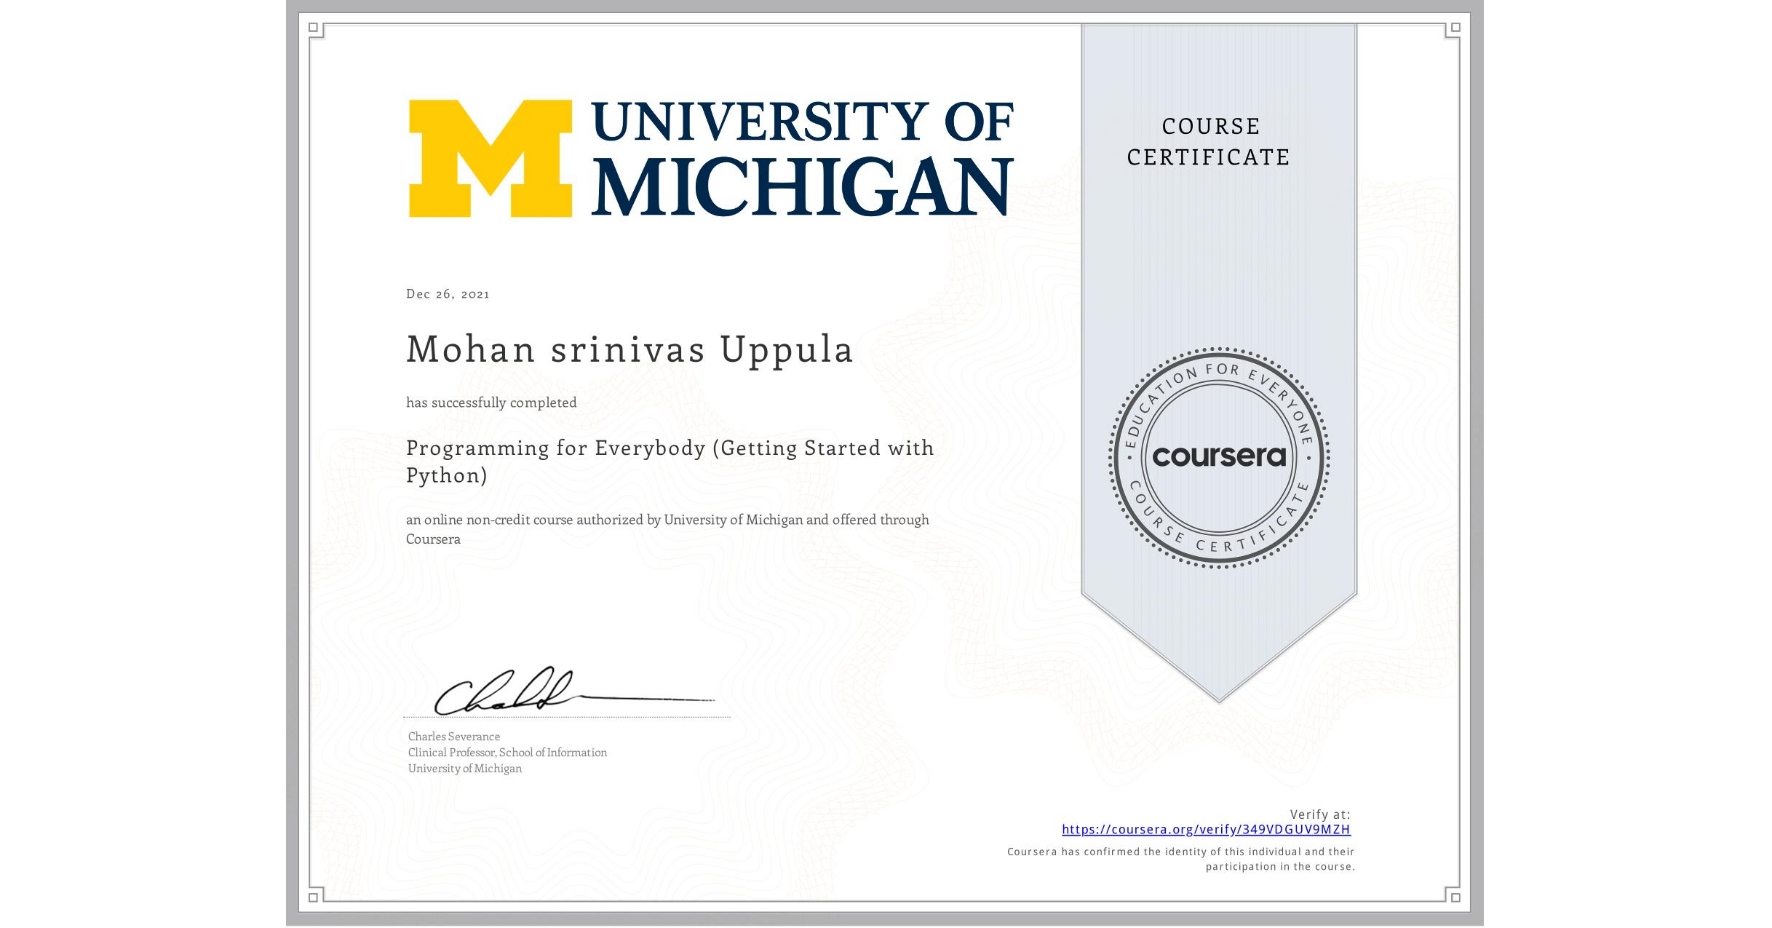 UNIVERSITY OF
MICHIGAN
COURSE
CERTIFICATE
Dec 26, 2021
Mohan srinivas Uppula
has successfully completed
Programming for Everybody (Getting Started with
Python)
an online non-credit course authorized by University of Michigan and offered through
Coursera
EDUCATION FOR EVERYONE
coursera
COURSE CERTIFICATE
Charles Severance
Clinical Professor, School of Information
University of Michigan
Verify at:
https://coursera.org/verify/349VDGUV9MZH
Coursera has confirmed the identity of this individual and their
participation in the course.